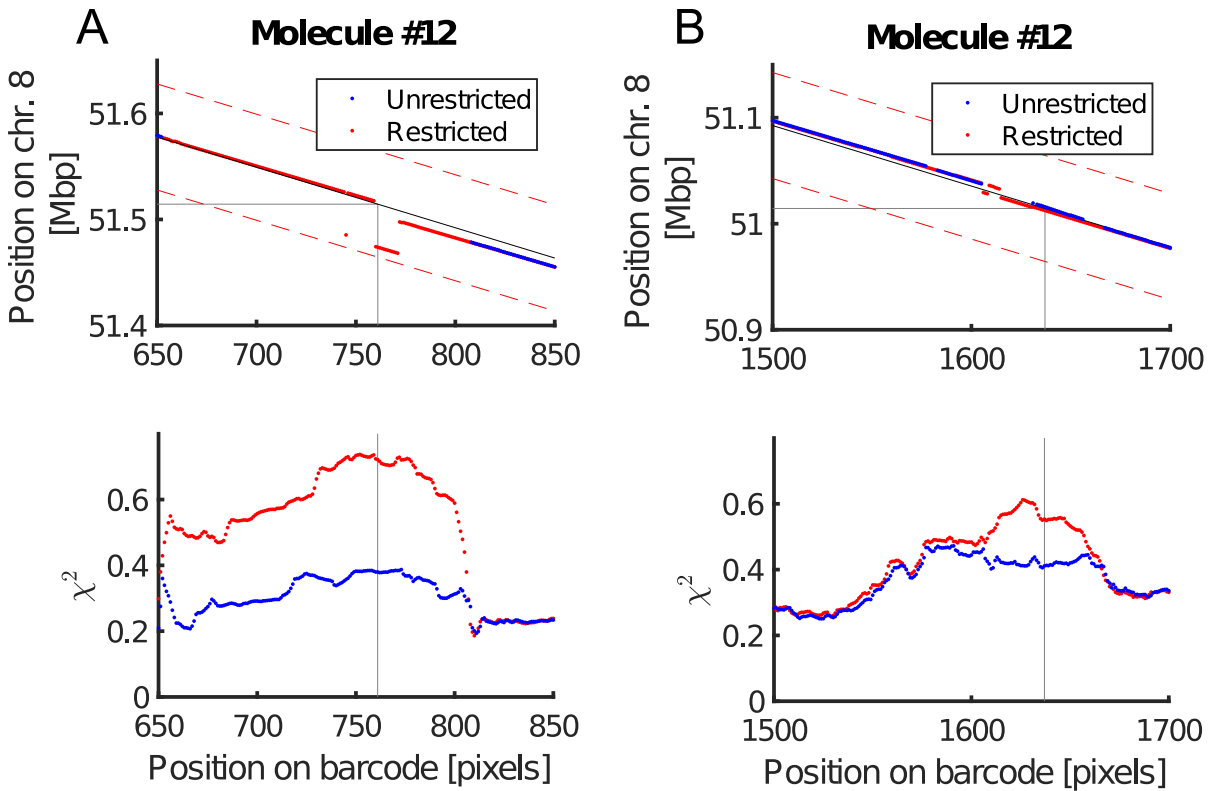 A
Molecule #12
Position on chr. 8
[Mbp]
51.6
51.5
51.4
Unrestricted
Restricted
650
700
750
800
850
B
Molecule #12
Position on chr. 8
[Mbp]
51.1
51
50.9
Unrestricted
Restricted
1500
1600
1700
χ²
0.6
0.4
0.2
0
650
700
750
800
850
Position on barcode [pixels]
χ²
0.6
0.4
0.2
0
1500
1600
1700
Position on barcode [pixels]